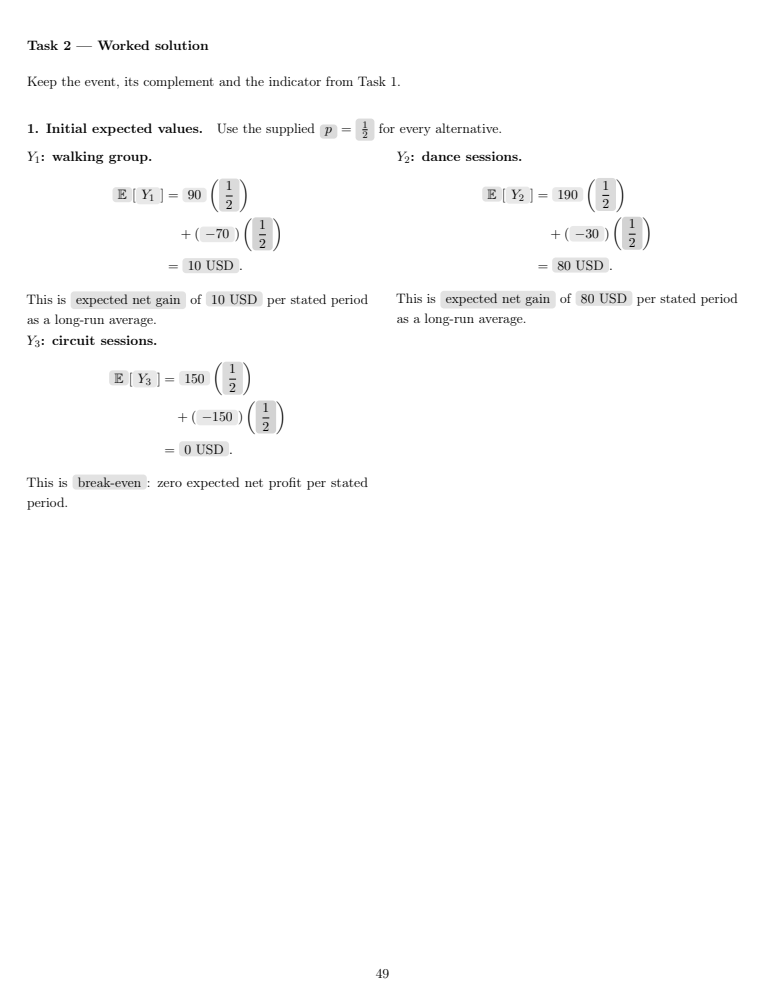 Task 2 — Worked solution
Keep the event, its complement and the indicator from Task 1.
1. Initial expected values. Use the supplied p = 1/2 for every alternative.
Y₁: walking group.
𝔼 [ Y₁ ] = 90 (1/2)
+ ( −70 ) (1/2)
= 10 USD .
This is expected net gain of 10 USD per stated period
as a long-run average.
Y₃: circuit sessions.
𝔼 [ Y₃ ] = 150 (1/2)
+ ( −150 ) (1/2)
= 0 USD .
This is break-even : zero expected net profit per stated
period.
Y₂: dance sessions.
𝔼 [ Y₂ ] = 190 (1/2)
+ ( −30 ) (1/2)
= 80 USD .
This is expected net gain of 80 USD per stated period
as a long-run average.
49